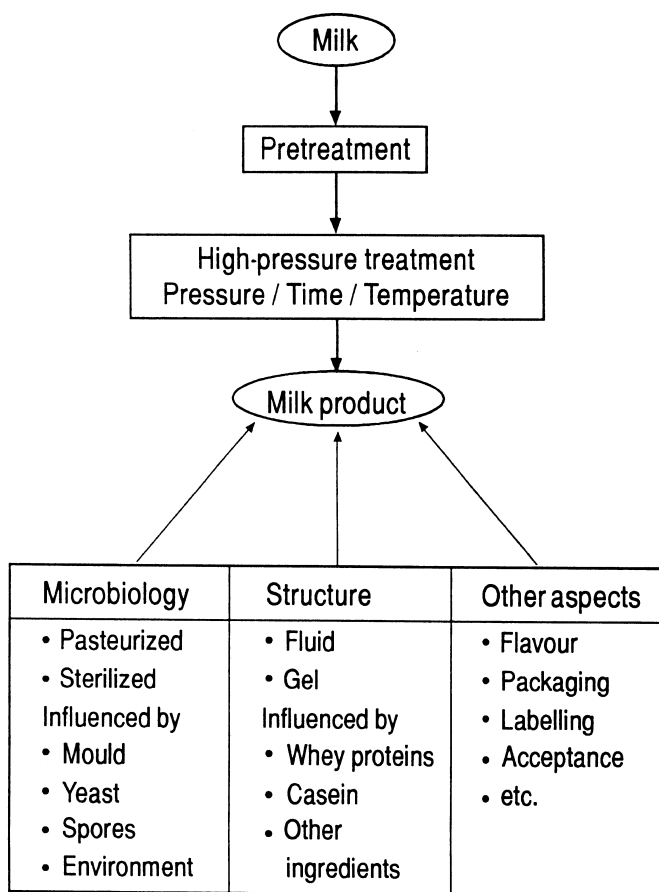 Milk
Pretreatment
High-pressure treatment
Pressure / Time / Temperature
Milk product
Microbiology
• Pasteurized
• Sterilized
Influenced by
• Mould
• Yeast
• Spores
• Environment
Structure
• Fluid
• Gel
Influenced by
• Whey proteins
• Casein
• Other
ingredients
Other aspects
• Flavour
• Packaging
• Labelling
• Acceptance
• etc.